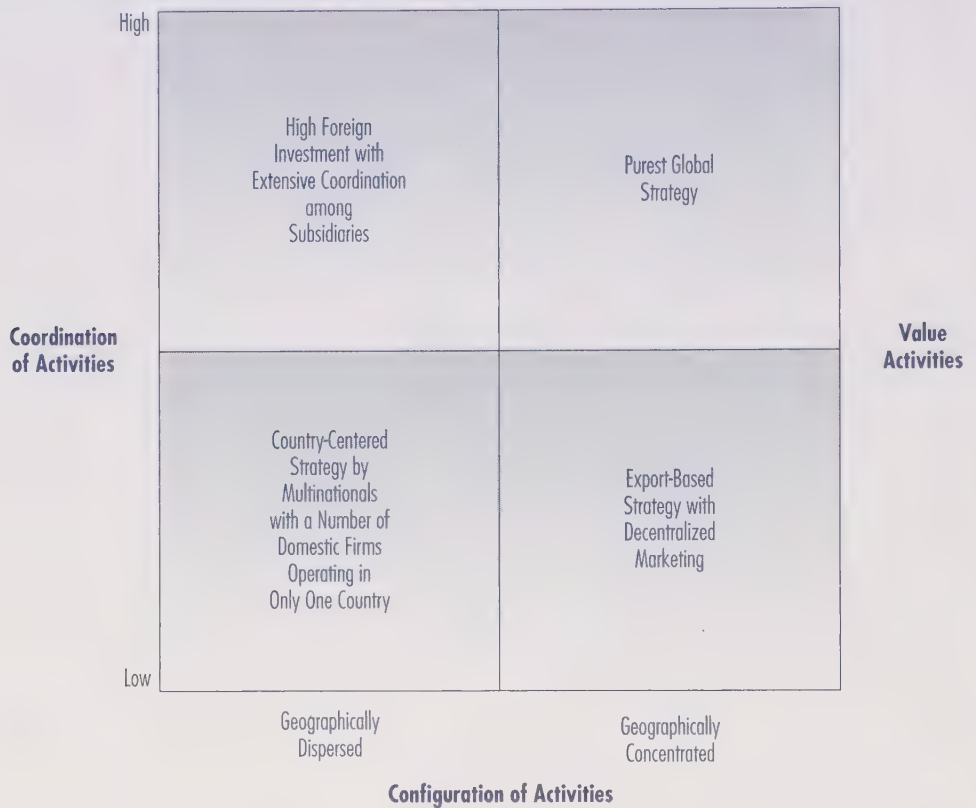 High
High Foreign
Investment with
Extensive Coordination
among
Subsidiaries
Purest Global
Strategy
Coordination
of Activities
Value
Activities
Country-Centered
Strategy by
Multinationals
with a Number of
Domestic Firms
Operating in
Only One Country
Export-Based
Strategy with
Decentralized
Marketing
Low
Geographically
Dispersed
Geographically
Concentrated
Configuration of Activities